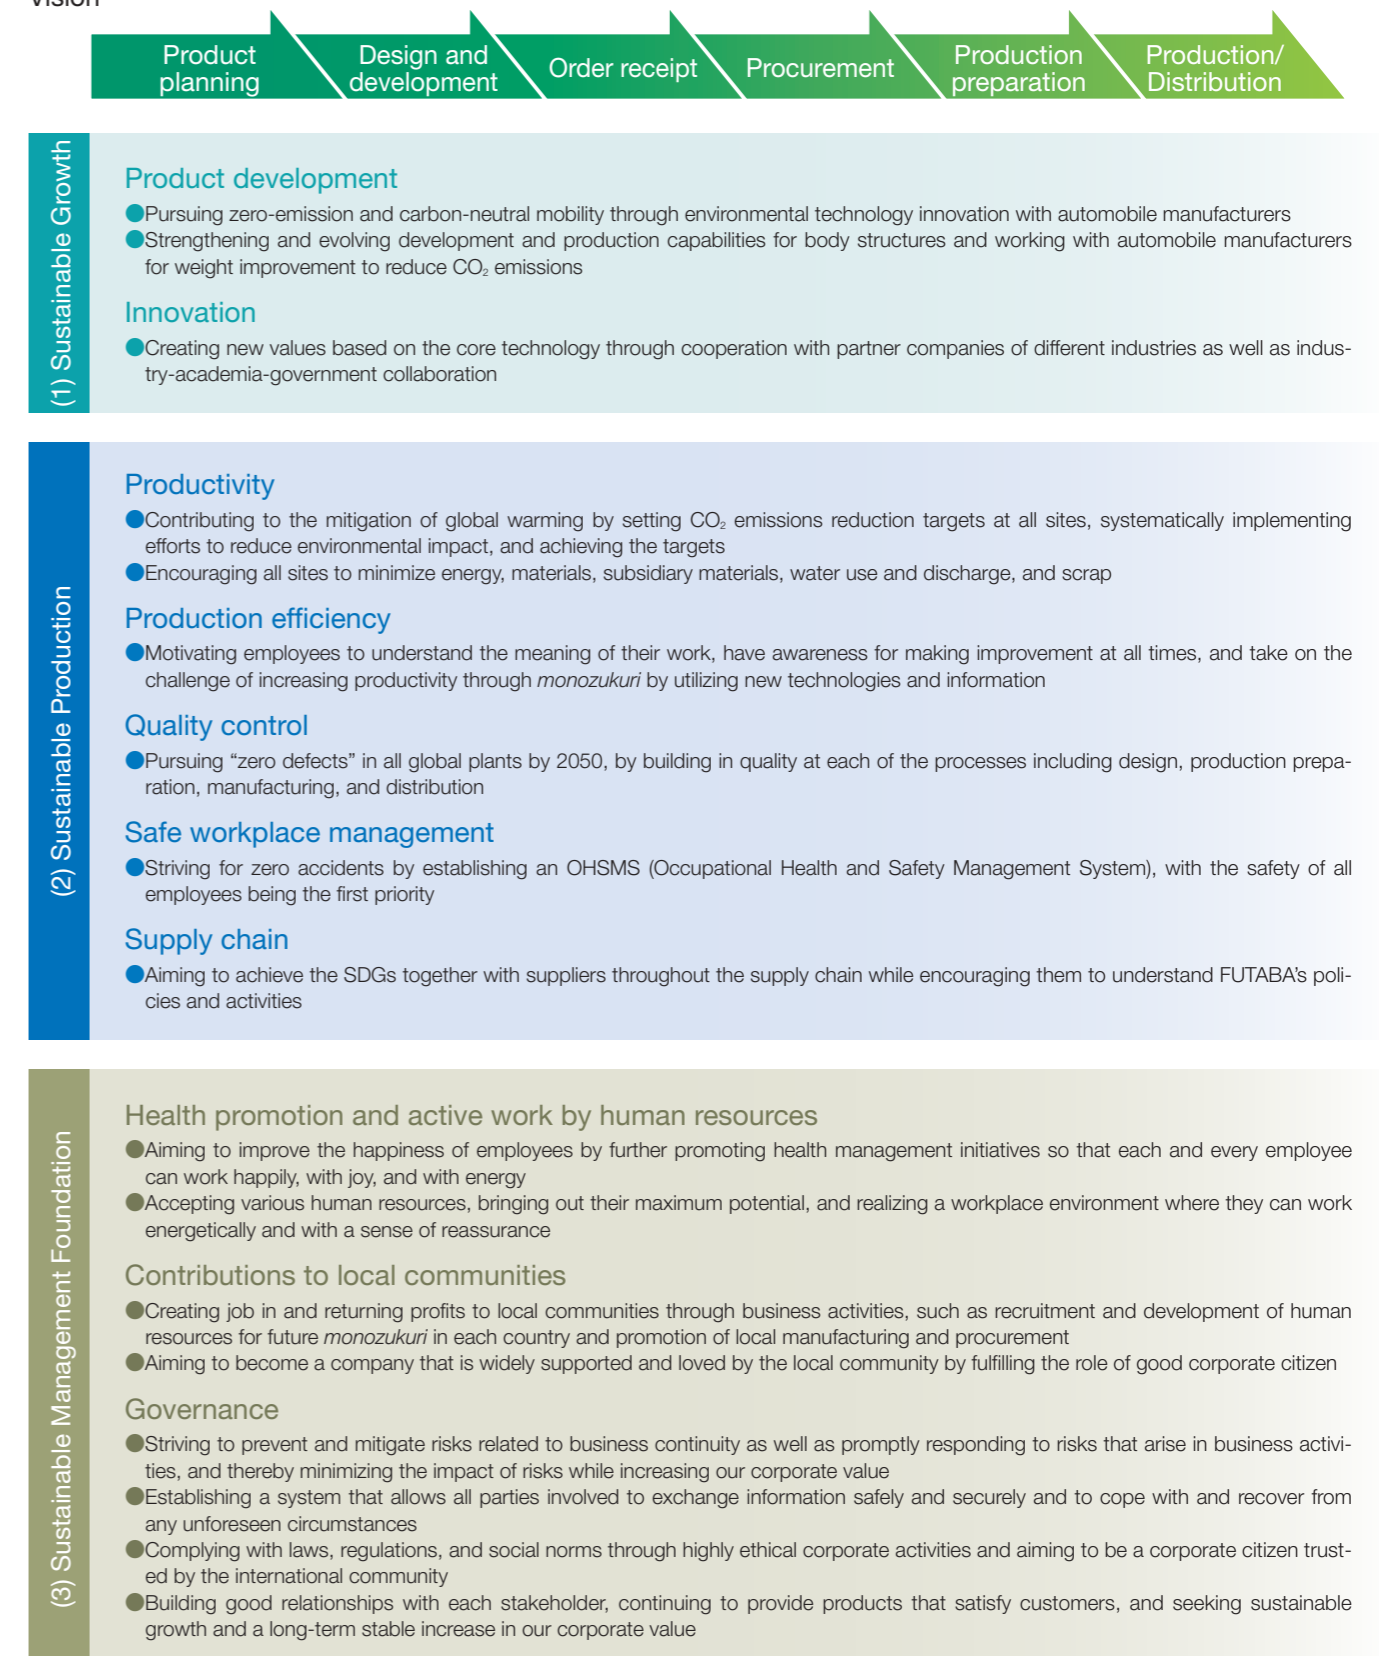 Vision
Product
planning
Design and
development
Order receipt
Procurement
Production
preparation
Production/
Distribution
(1) Sustainable Growth
Product development
●Pursuing zero-emission and carbon-neutral mobility through environmental technology innovation with automobile manufacturers
●Strengthening and evolving development and production capabilities for body structures and working with automobile manufacturers
for weight improvement to reduce CO₂ emissions
Innovation
●Creating new values based on the core technology through cooperation with partner companies of different industries as well as indus-
try-academia-government collaboration
(2) Sustainable Production
Productivity
●Contributing to the mitigation of global warming by setting CO₂ emissions reduction targets at all sites, systematically implementing
efforts to reduce environmental impact, and achieving the targets
●Encouraging all sites to minimize energy, materials, subsidiary materials, water use and discharge, and scrap
Production efficiency
●Motivating employees to understand the meaning of their work, have awareness for making improvement at all times, and take on the
challenge of increasing productivity through monozukuri by utilizing new technologies and information
Quality control
●Pursuing “zero defects” in all global plants by 2050, by building in quality at each of the processes including design, production prepa-
ration, manufacturing, and distribution
Safe workplace management
●Striving for zero accidents by establishing an OHSMS (Occupational Health and Safety Management System), with the safety of all
employees being the first priority
Supply chain
●Aiming to achieve the SDGs together with suppliers throughout the supply chain while encouraging them to understand FUTABA’s poli-
cies and activities
(3) Sustainable Management Foundation
Health promotion and active work by human resources
●Aiming to improve the happiness of employees by further promoting health management initiatives so that each and every employee
can work happily, with joy, and with energy
●Accepting various human resources, bringing out their maximum potential, and realizing a workplace environment where they can work
energetically and with a sense of reassurance
Contributions to local communities
●Creating job in and returning profits to local communities through business activities, such as recruitment and development of human
resources for future monozukuri in each country and promotion of local manufacturing and procurement
●Aiming to become a company that is widely supported and loved by the local community by fulfilling the role of good corporate citizen
Governance
●Striving to prevent and mitigate risks related to business continuity as well as promptly responding to risks that arise in business activi-
ties, and thereby minimizing the impact of risks while increasing our corporate value
●Establishing a system that allows all parties involved to exchange information safely and securely and to cope with and recover from
any unforeseen circumstances
●Complying with laws, regulations, and social norms through highly ethical corporate activities and aiming to be a corporate citizen trust-
ed by the international community
●Building good relationships with each stakeholder, continuing to provide products that satisfy customers, and seeking sustainable
growth and a long-term stable increase in our corporate value